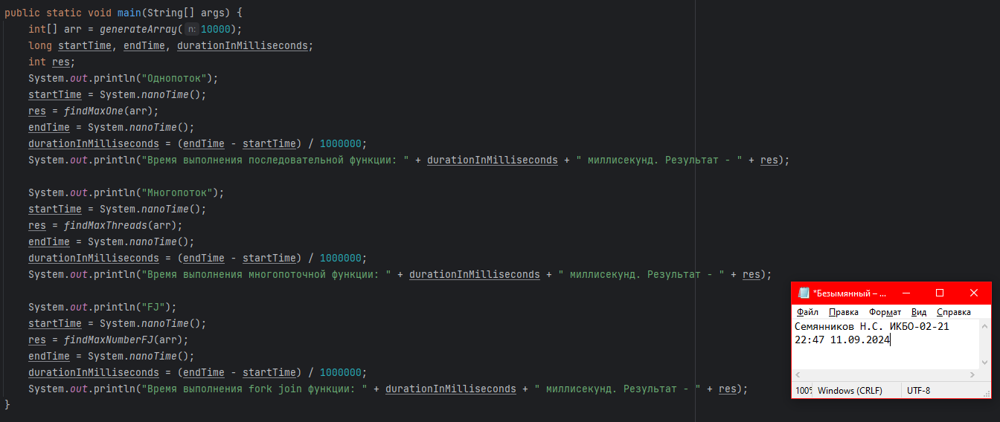 public static void main(String[] args) {
int[] arr = generateArray( n: 10000);
long startTime, endTime, durationInMilliseconds;
int res;
System.out.println("Однопоток");
startTime = System.nanoTime();
res = findMaxOne(arr);
endTime = System.nanoTime();
durationInMilliseconds = (endTime - startTime) / 1000000;
System.out.println("Время выполнения последовательной функции: " + durationInMilliseconds + " миллисекунд. Результат - " + res);
System.out.println("Многопоток");
startTime = System.nanoTime();
res = findMaxThreads(arr);
endTime = System.nanoTime();
durationInMilliseconds = (endTime - startTime) / 1000000;
System.out.println("Время выполнения многопоточной функции: " + durationInMilliseconds + " миллисекунд. Результат - " + res);
System.out.println("FJ");
startTime = System.nanoTime();
res = findMaxNumberFJ(arr);
endTime = System.nanoTime();
durationInMilliseconds = (endTime - startTime) / 1000000;
System.out.println("Время выполнения fork join функции: " + durationInMilliseconds + " миллисекунд. Результат - " + res);
}
*Безымянный – ...
Файл Правка Формат Вид Справка
Семянников Н.С. ИКБО-02-21
22:47 11.09.2024
100% Windows (CRLF) UTF-8